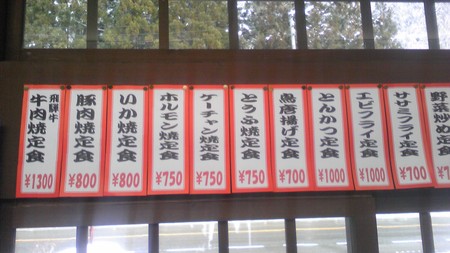 飛騨牛
牛肉焼定食
¥1300
豚肉焼定食
¥800
いか焼定食
¥800
ホルモン焼定食
¥750
ケーチャン焼定食
¥750
とうふ焼定食
¥750
鳥唐揚げ定食
¥700
とんかつ定食
¥1000
エビフライ定食
¥1000
ササミフライ定食
¥700
野菜炒め定食